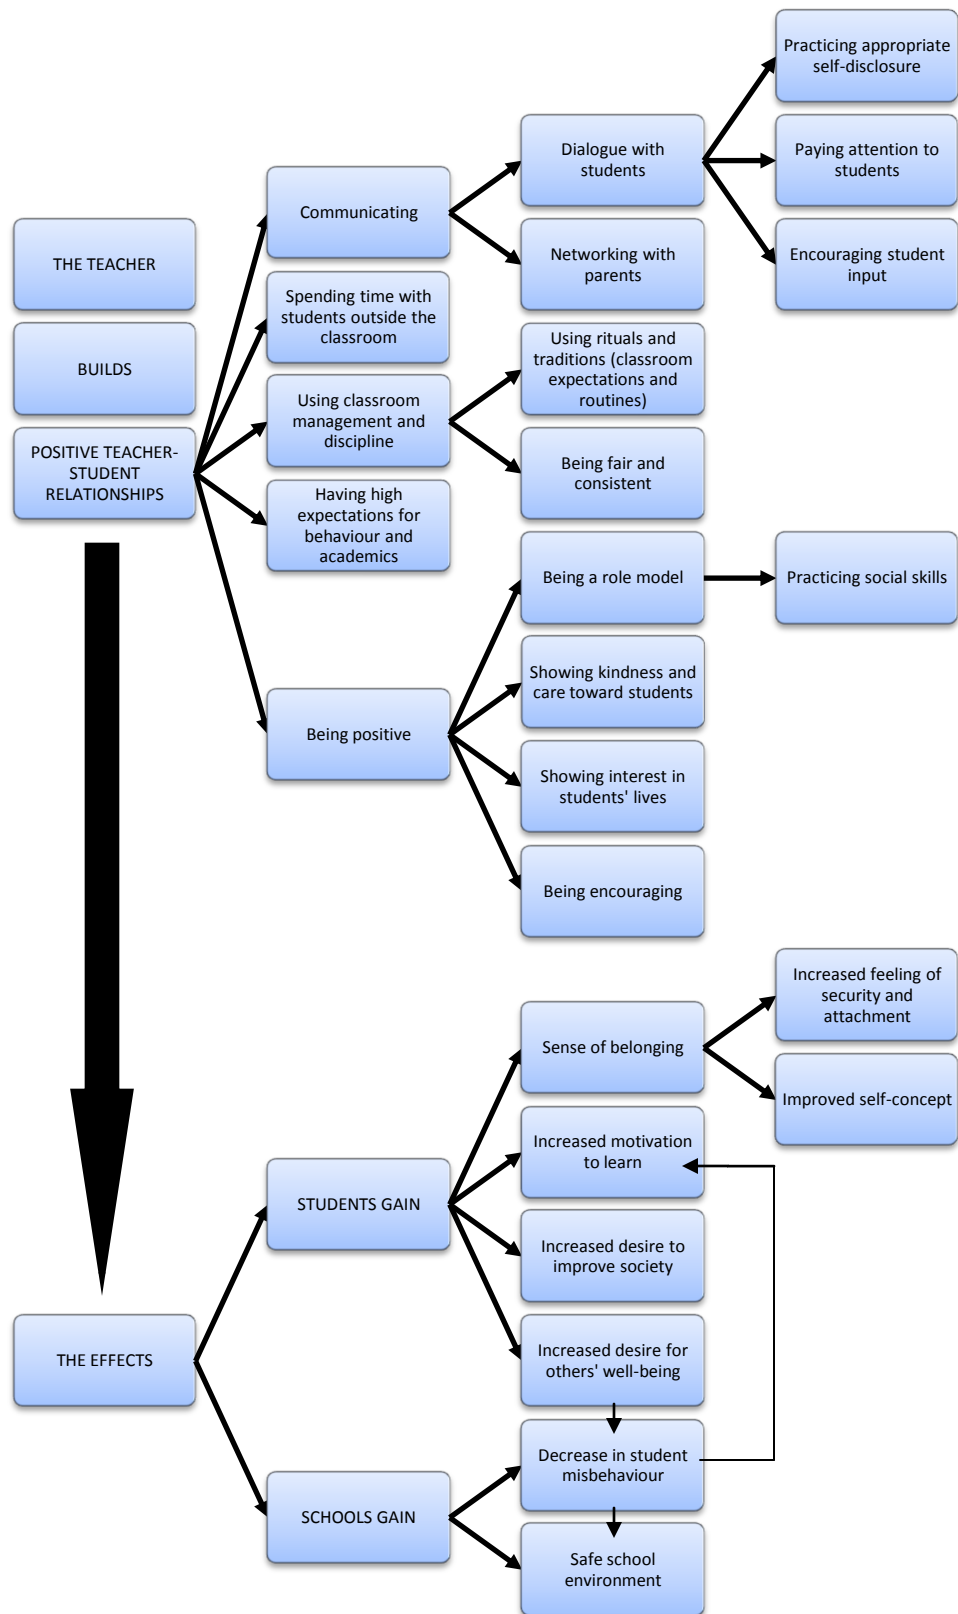 THE TEACHER
BUILDS
POSITIVE TEACHER-
STUDENT
RELATIONSHIPS
Communicating
Dialogue with
students
Practicing appropriate
self-disclosure
Paying attention to
students
Encouraging student
input
Networking with
parents
Spending time with
students outside the
classroom
Using classroom
management and
discipline
Using rituals and
traditions (classroom
expectations and
routines)
Being fair and
consistent
Having high
expectations for
behaviour and
academics
Being positive
Being a role model
Practicing social skills
Showing kindness and
care toward students
Showing interest in
students' lives
Being encouraging
THE EFFECTS
STUDENTS GAIN
Sense of belonging
Increased feeling of
security and
attachment
Improved self-concept
Increased motivation
to learn
Increased desire to
improve society
Increased desire for
others' well-being
SCHOOLS GAIN
Decrease in student
misbehaviour
Safe school
environment